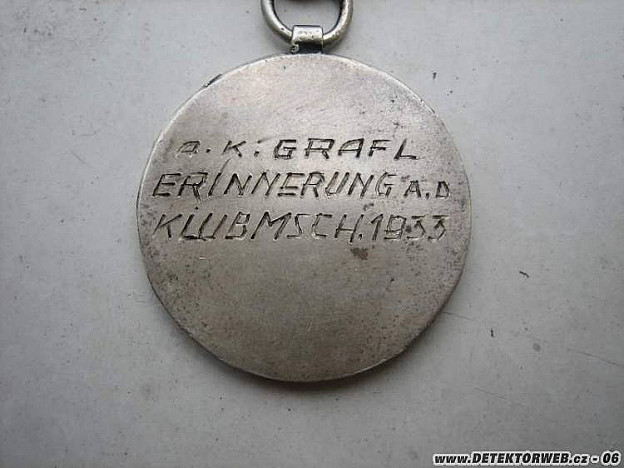 A. K. GRAFL
ERINNERUNG A.D
KLUBMSCH. 1933
www.DETEKTORWEB.cz - 06